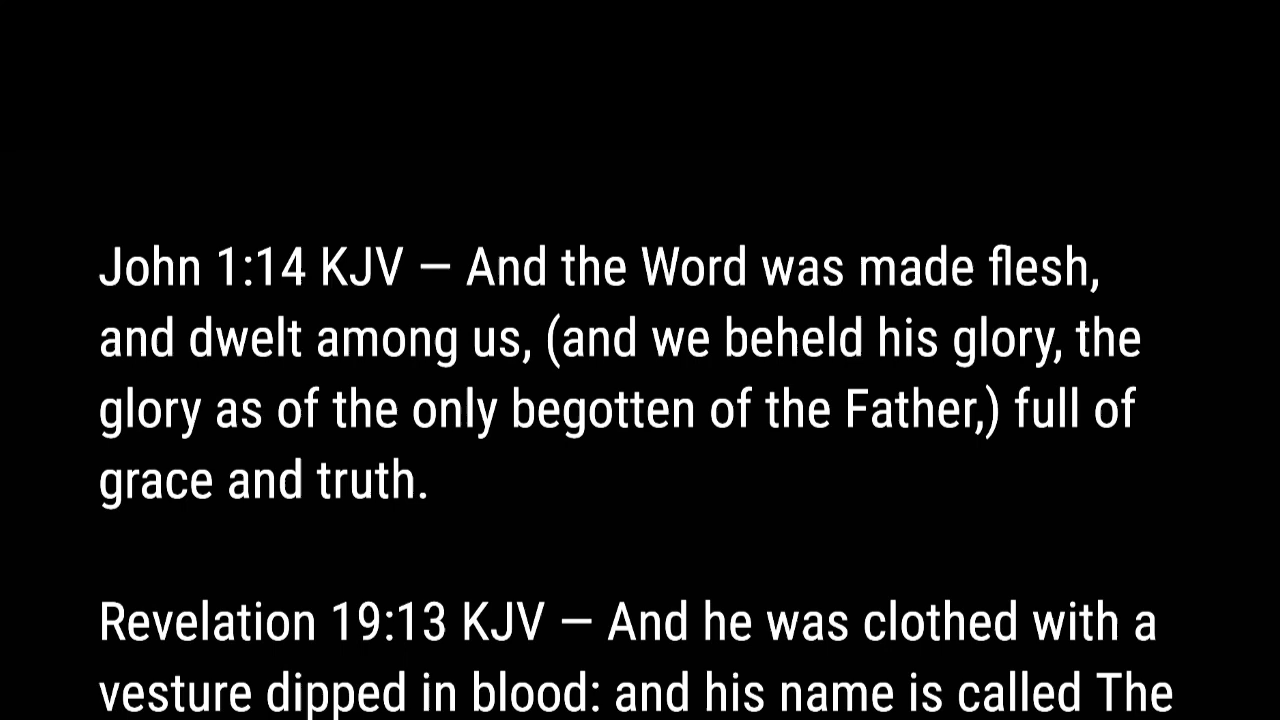 John 1:14 KJV — And the Word was made flesh,
and dwelt among us, (and we beheld his glory, the
glory as of the only begotten of the Father,) full of
grace and truth.
Revelation 19:13 KJV — And he was clothed with a
vesture dipped in blood: and his name is called The